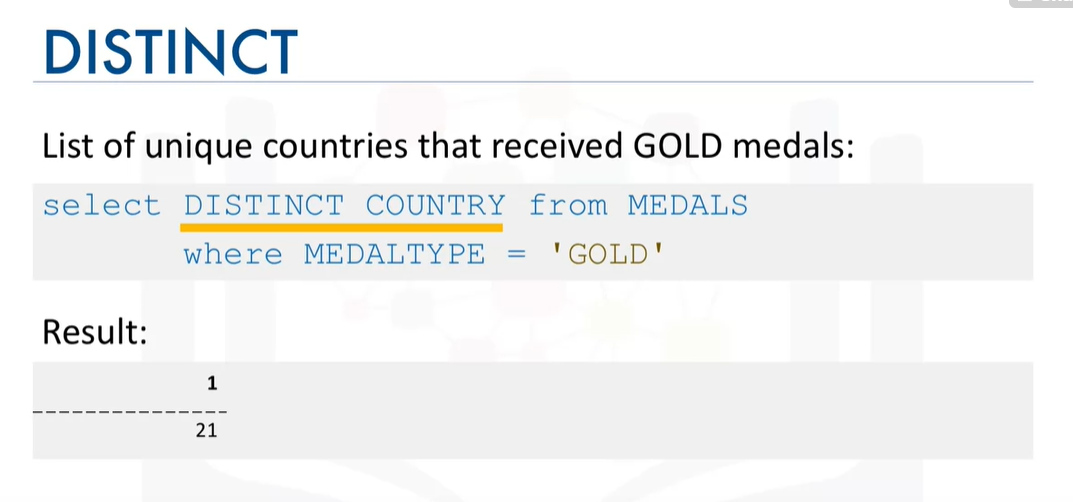 DISTINCT
List of unique countries that received GOLD medals:
select DISTINCT COUNTRY from MEDALS
where MEDALTYPE = 'GOLD'
Result:
1
---------------
21